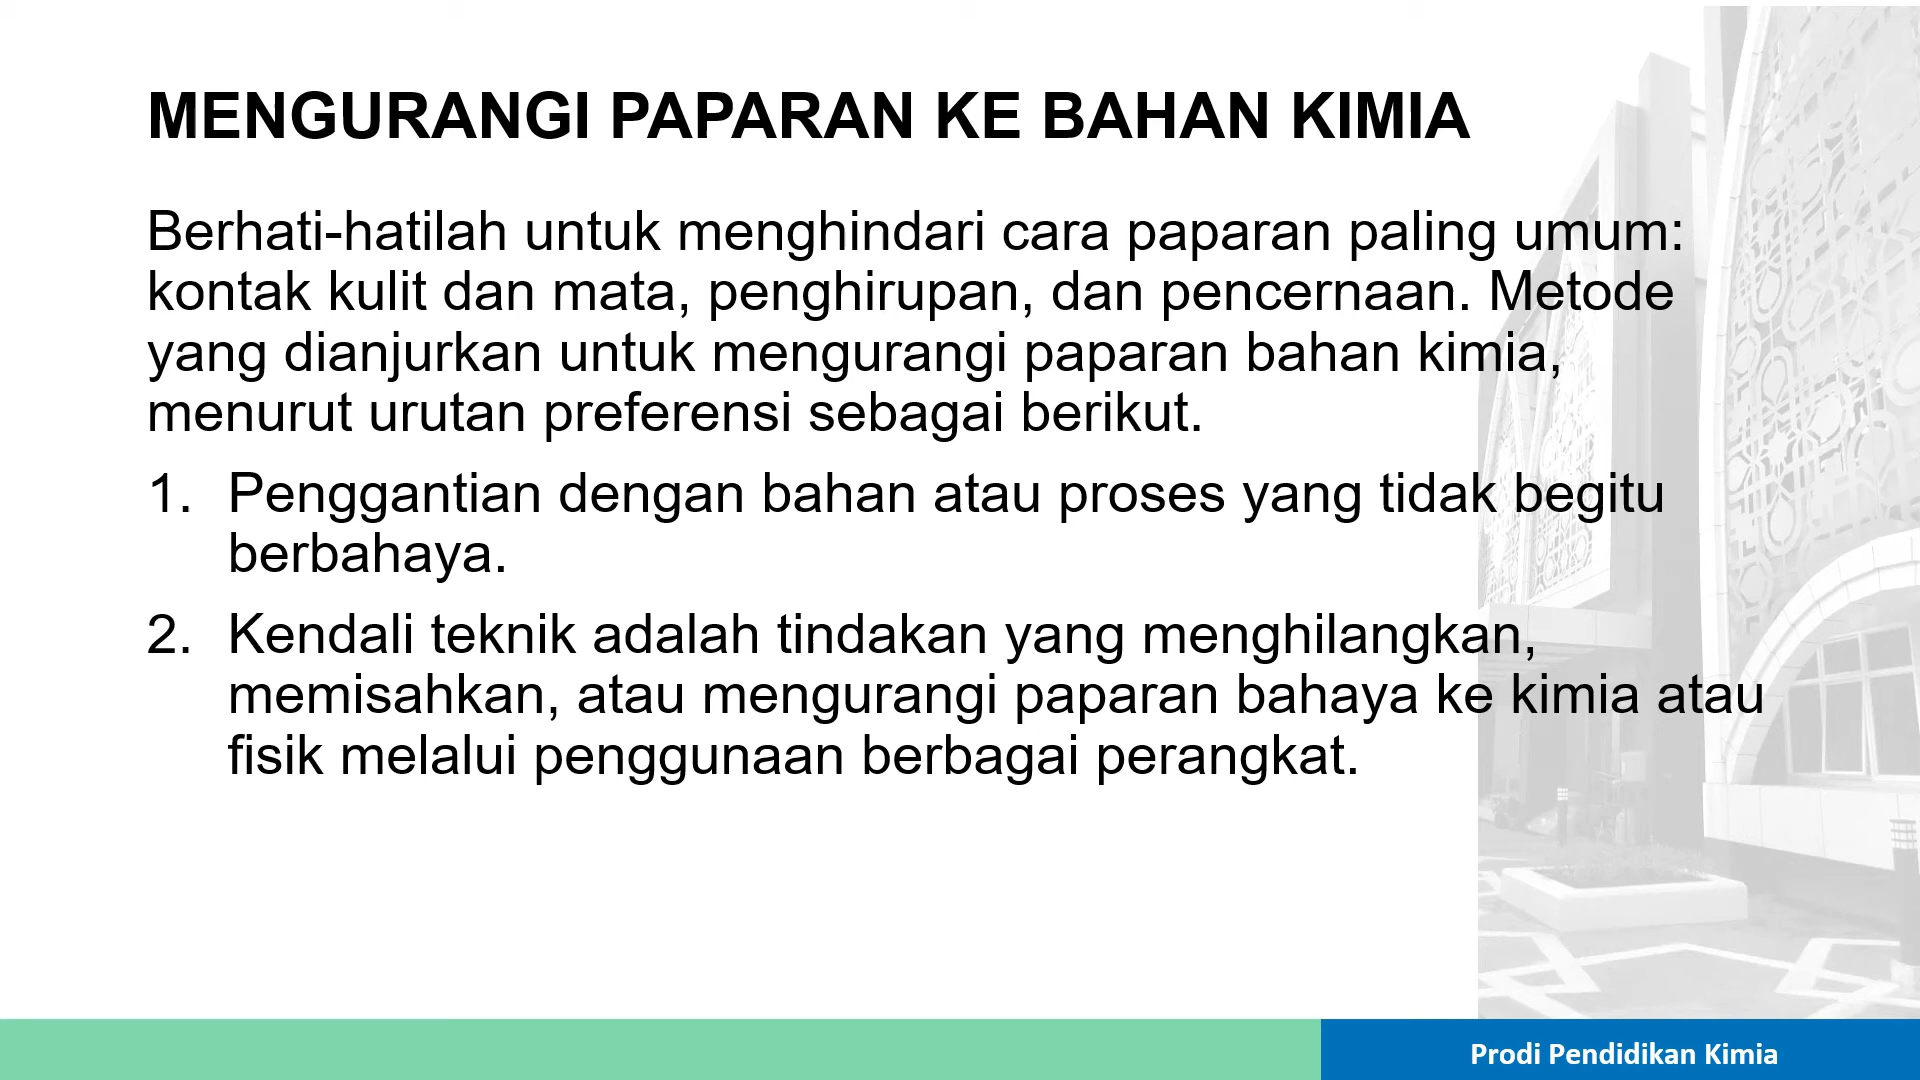 MENGURANGI PAPARAN KE BAHAN KIMIA
Berhati-hatilah untuk menghindari cara paparan paling umum:
kontak kulit dan mata, penghirupan, dan pencernaan. Metode
yang dianjurkan untuk mengurangi paparan bahan kimia,
menurut urutan preferensi sebagai berikut.
1. Penggantian dengan bahan atau proses yang tidak begitu
berbahaya.
2. Kendali teknik adalah tindakan yang menghilangkan,
memisahkan, atau mengurangi paparan bahaya ke kimia atau
fisik melalui penggunaan berbagai perangkat.
Prodi Pendidikan Kimia